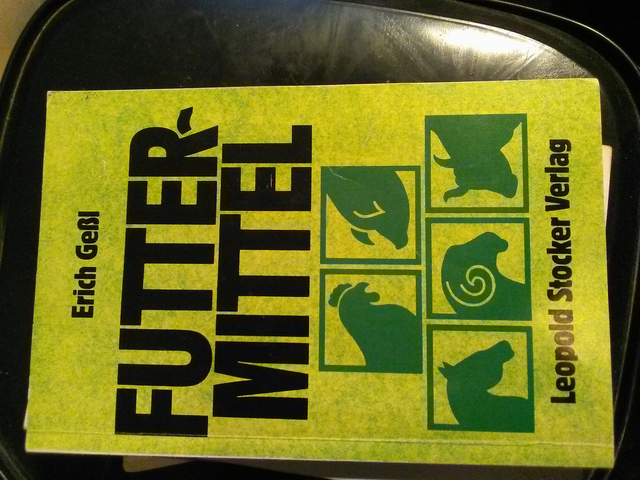 Erich Geßl
FUTTER-
MITTEL
Leopold Stocker Verlag